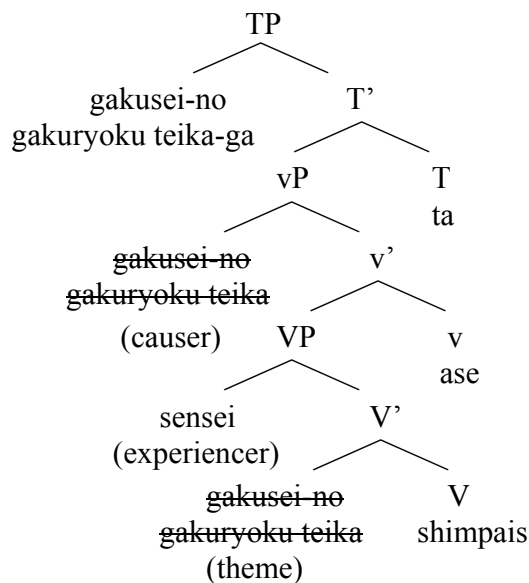 TP
gakusei-no T’
gakuryoku teika-ga
vP T
ta
gakusei-no v’
gakuryoku teika
(causer) VP v
ase
sensei V’
(experiencer)
gakusei-no V
gakuryoku teika shimpais
(theme)